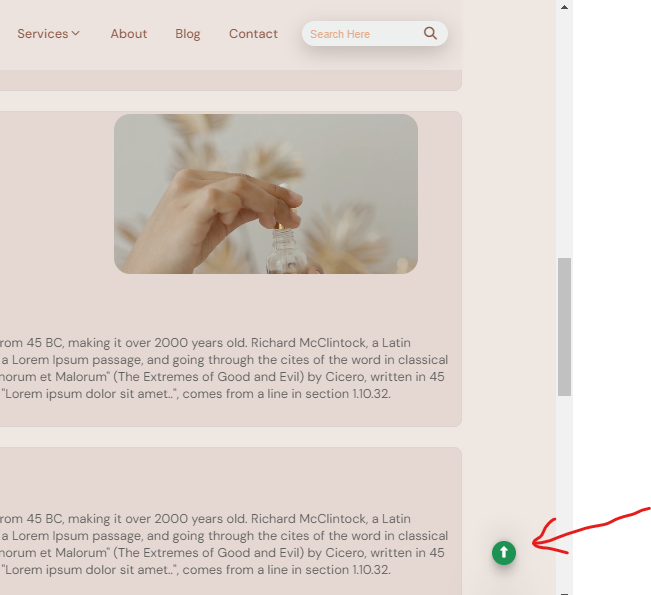 Services About Blog Contact Search Here
rom 45 BC, making it over 2000 years old. Richard McClintock, a Latin
a Lorem Ipsum passage, and going through the cites of the word in classical
norum et Malorum" (The Extremes of Good and Evil) by Cicero, written in 45
"Lorem ipsum dolor sit amet..", comes from a line in section 1.10.32.
rom 45 BC, making it over 2000 years old. Richard McClintock, a Latin
a Lorem Ipsum passage, and going through the cites of the word in classical
norum et Malorum" (The Extremes of Good and Evil) by Cicero, written in 45
"Lorem ipsum dolor sit amet..", comes from a line in section 1.10.32.